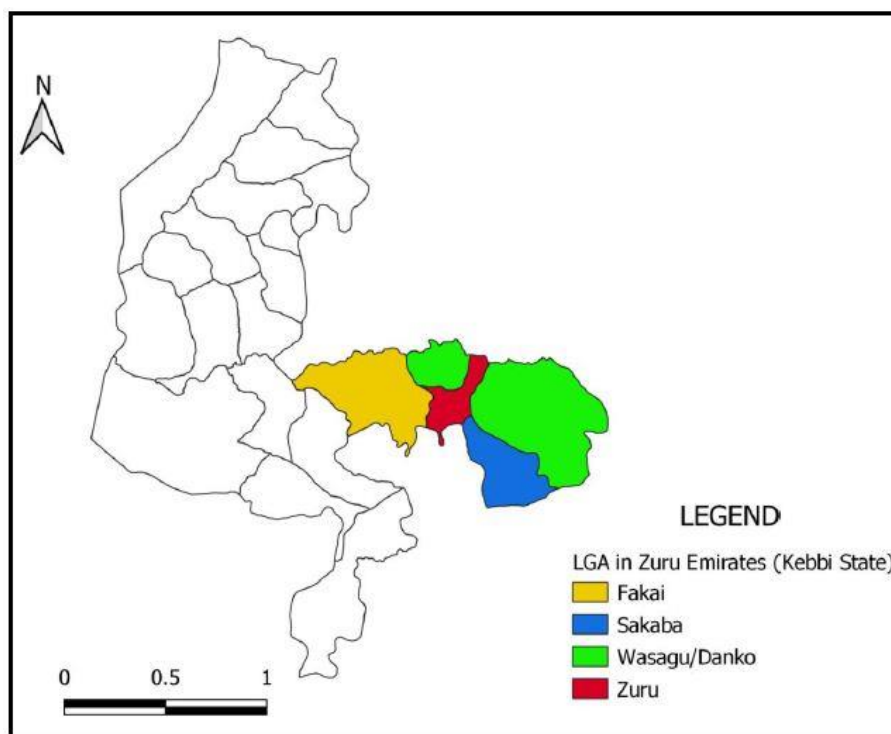 N
LEGEND
LGA in Zuru Emirates (Kebbi State)
Fakai
Sakaba
Wasagu/Danko
Zuru
0 0.5 1